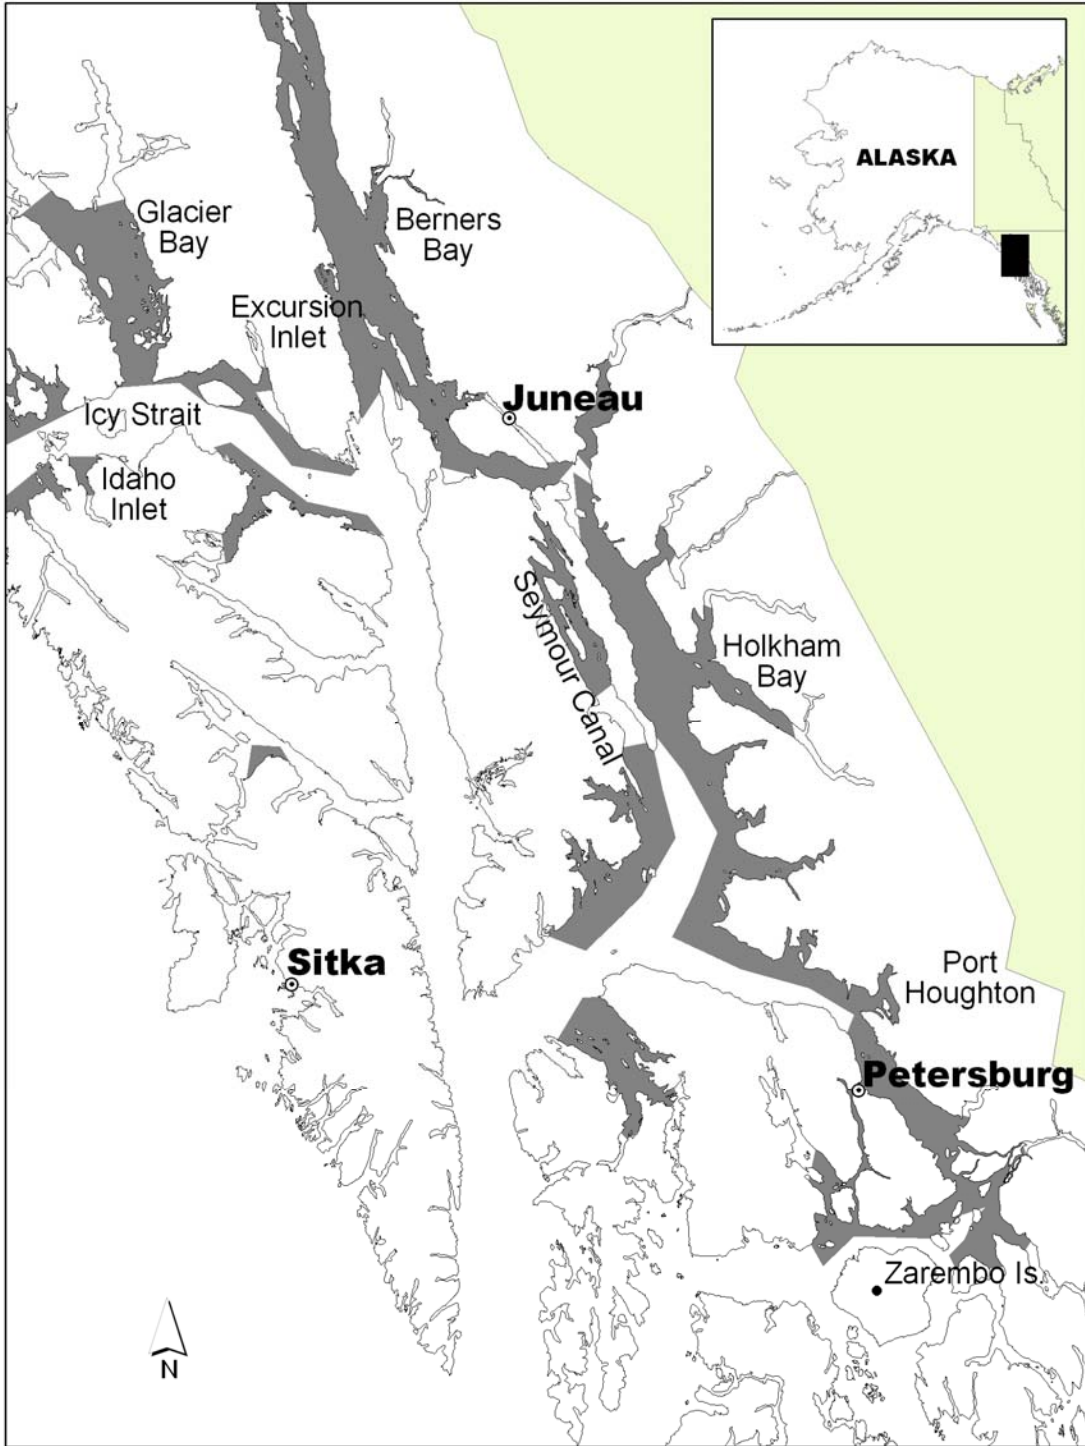 ALASKA
Glacier
Bay
Berners
Bay
Excursion
Inlet
Juneau
Icy Strait
Idaho
Inlet
Seymour Canal
Holkham
Bay
Sitka
Port
Houghton
Petersburg
Zarembo Is.
N